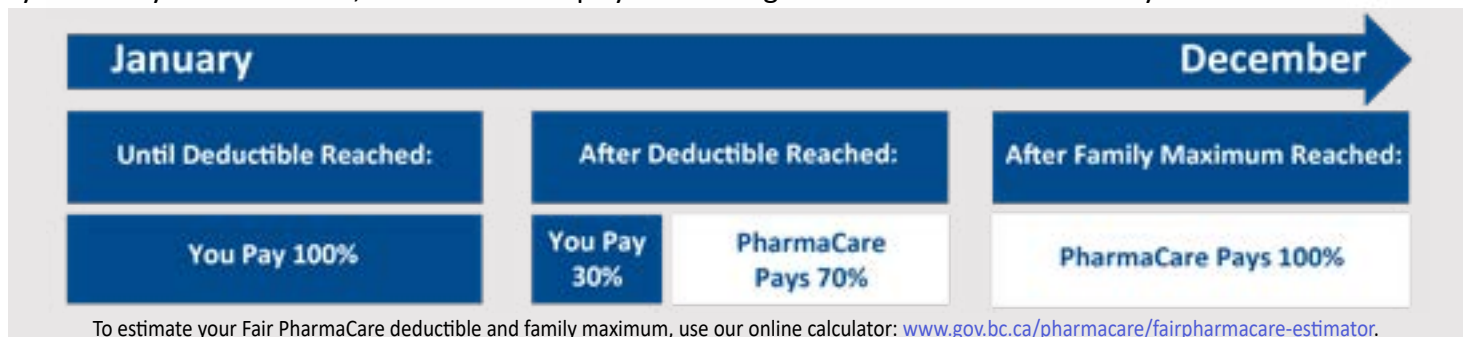 January December
Until Deductible Reached: After Deductible Reached: After Family Maximum Reached:
You Pay 100% You Pay 30% PharmaCare Pays 70% PharmaCare Pays 100%
To estimate your Fair PharmaCare deductible and family maximum, use our online calculator: www.gov.bc.ca/pharmacare/fairpharmacare-estimator.